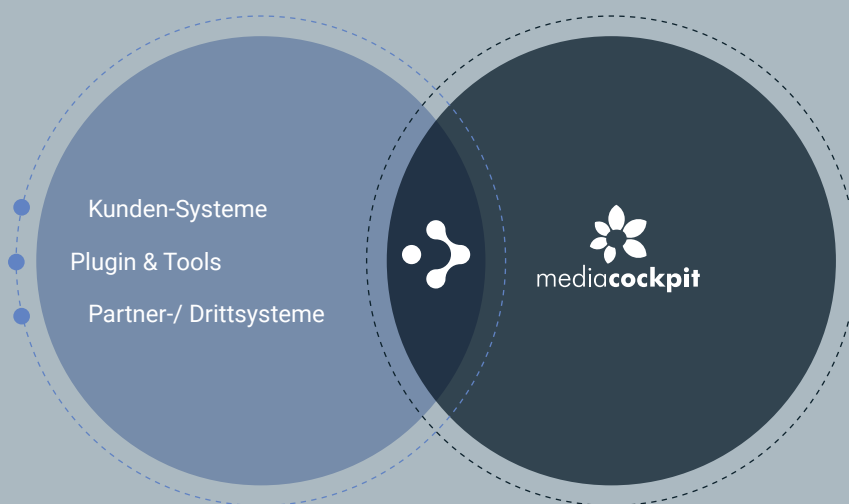 Kunden-Systeme
Plugin & Tools
Partner-/ Drittsysteme
mediacockpit